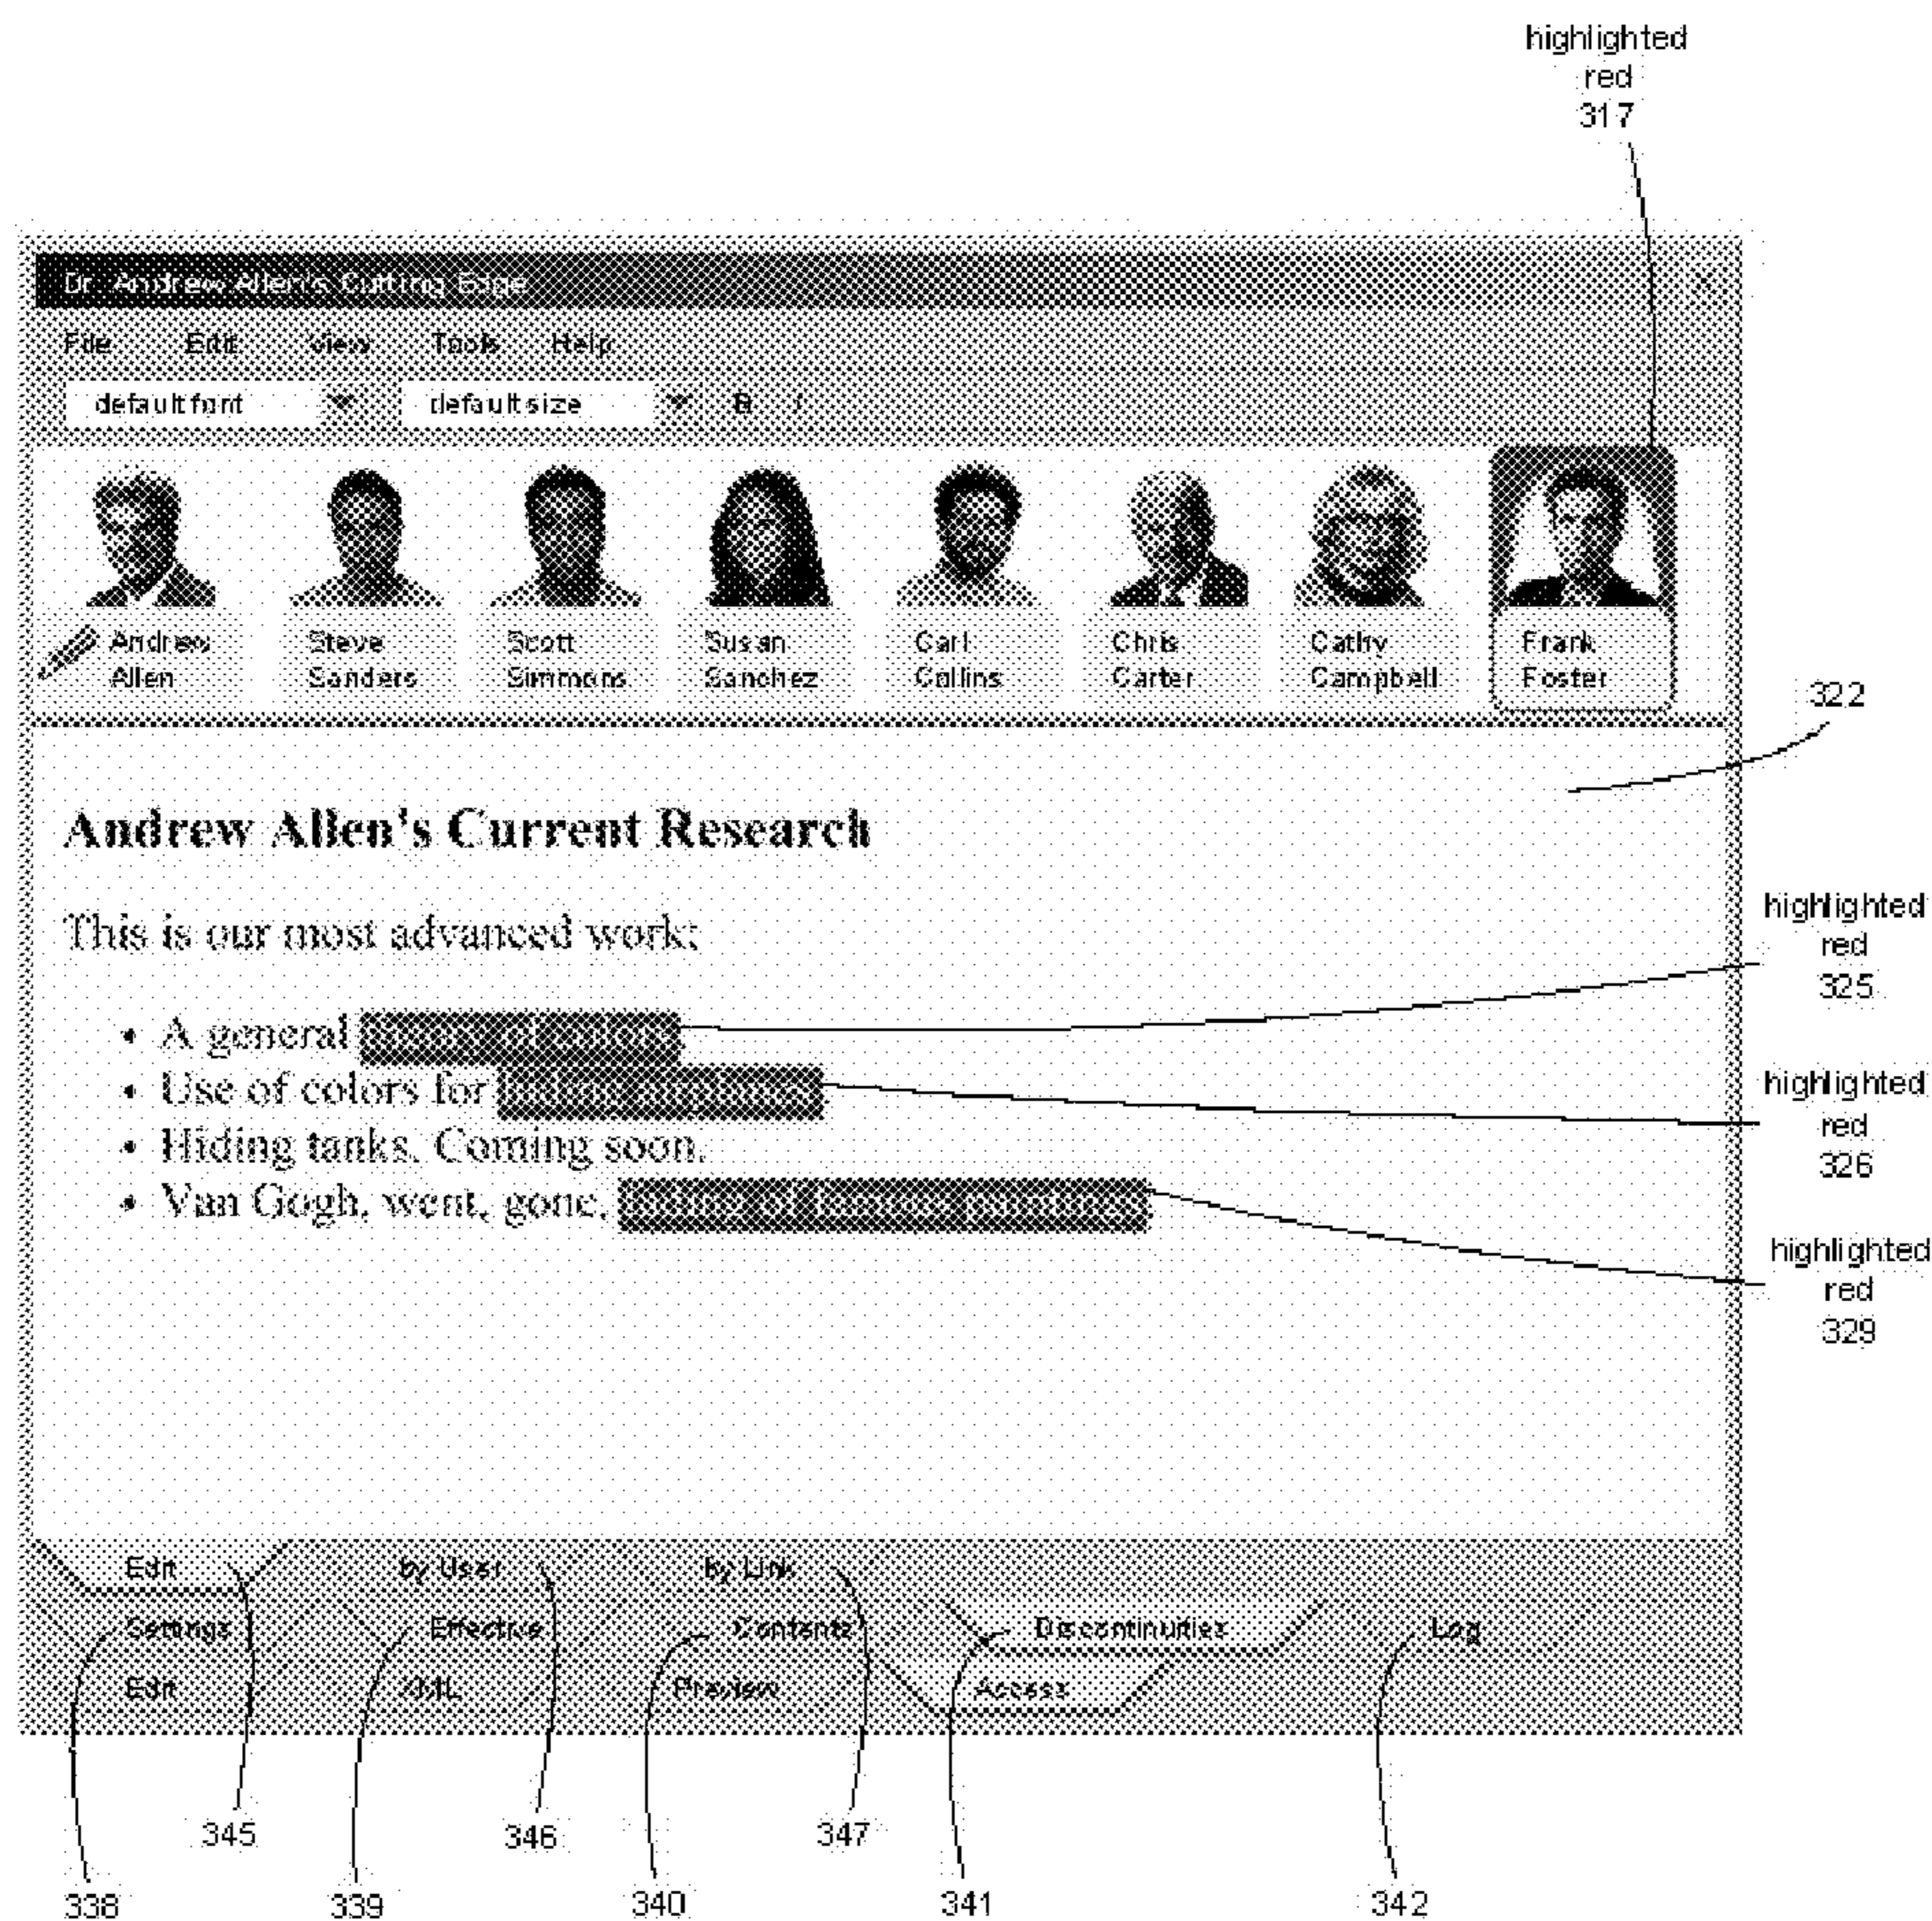 highlighted
red
317
Dr. Andrew Allen's Cutting Edge
File Edit View Tools Help
default font default size B I
Andrew Steve Scott Susan Carl Chris Cathy Frank
Allen Sanders Simmons Sanchez Collins Carter Campbell Foster
322
Andrew Allen's Current Research
This is our most advanced work:
highlighted
red
325
• A general
• Use of colors for
highlighted
red
326
• Hiding tanks. Coming soon.
• Van Gogh, went, gone,
highlighted
red
329
Edit by User by Link
Settings Effective Contents Discontinuities Log
Edit XML Preview Access
345 346 347
338 339 340 341 342